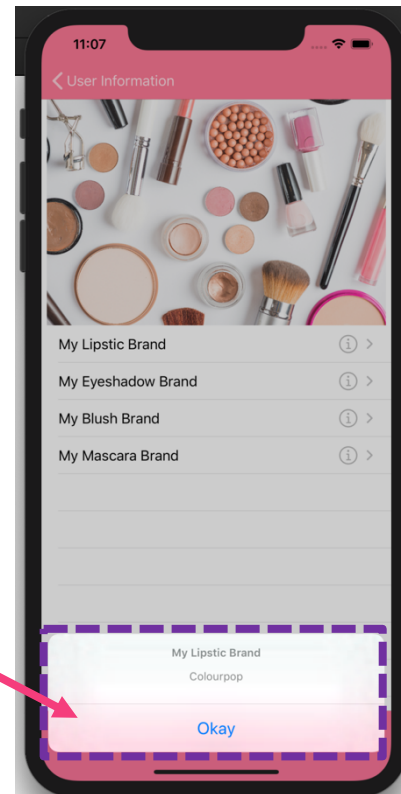 11:07
User Information
My Lipstic Brand
My Eyeshadow Brand
My Blush Brand
My Mascara Brand
My Lipstic Brand
Colourpop
Okay